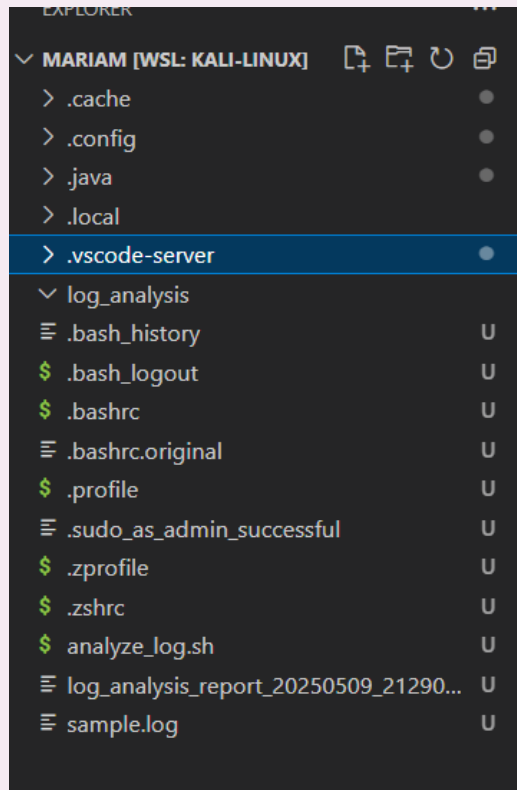 EXPLORER
MARIAM [WSL: KALI-LINUX]
.cache
.config
.java
.local
.vscode-server
log_analysis
.bash_history U
$ .bash_logout U
$ .bashrc U
.bashrc.original U
$ .profile U
.sudo_as_admin_successful U
$ .zprofile U
$ .zshrc U
$ analyze_log.sh U
log_analysis_report_20250509_21290... U
sample.log U